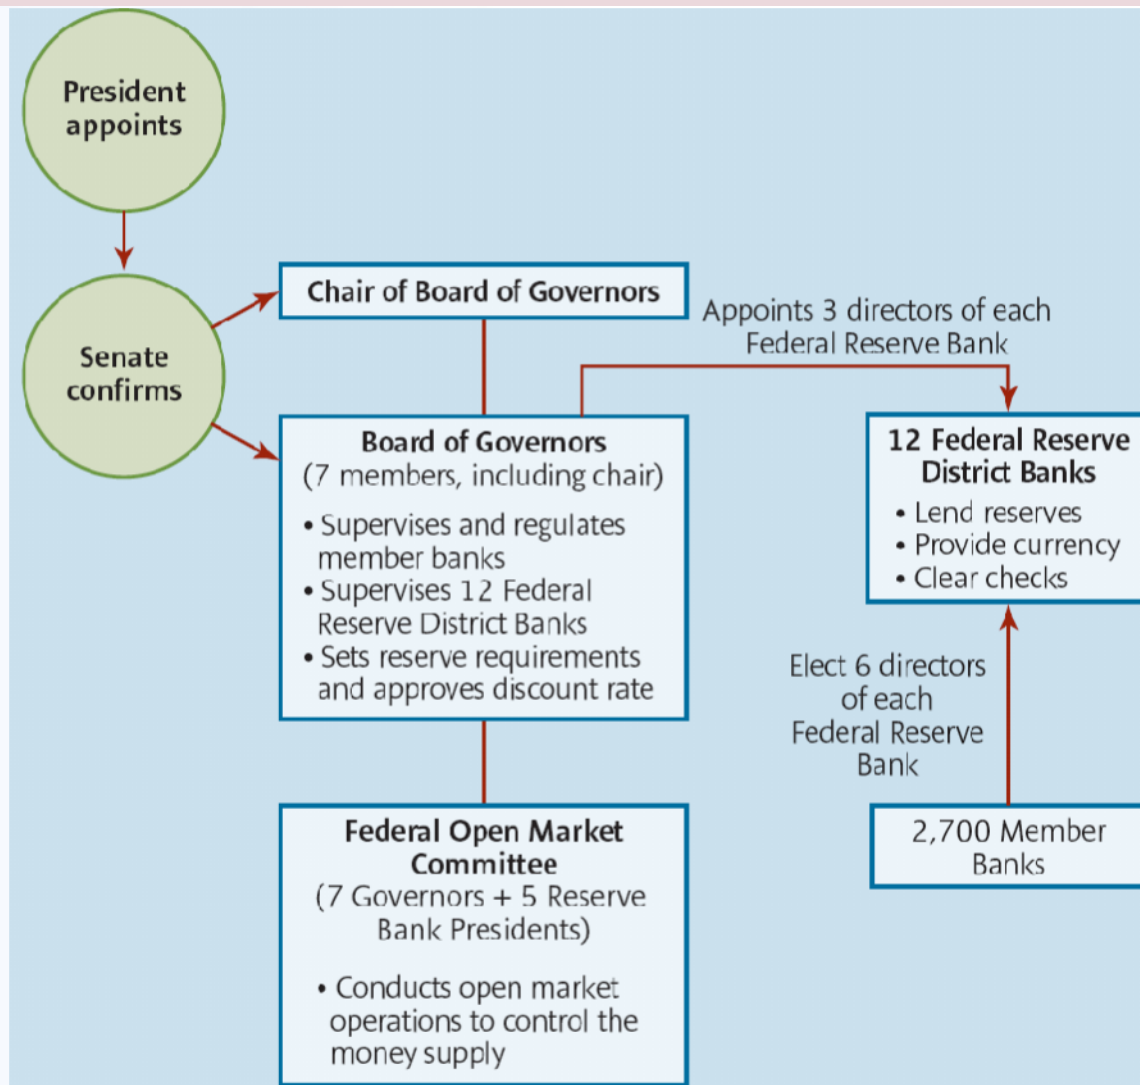 President
appoints
Senate
confirms
Chair of Board of Governors
Appoints 3 directors of each
Federal Reserve Bank
Board of Governors
(7 members, including chair)
• Supervises and regulates
member banks
• Supervises 12 Federal
Reserve District Banks
• Sets reserve requirements
and approves discount rate
12 Federal Reserve
District Banks
• Lend reserves
• Provide currency
• Clear checks
Elect 6 directors
of each
Federal Reserve
Bank
2,700 Member
Banks
Federal Open Market
Committee
(7 Governors + 5 Reserve
Bank Presidents)
• Conducts open market
operations to control the
money supply